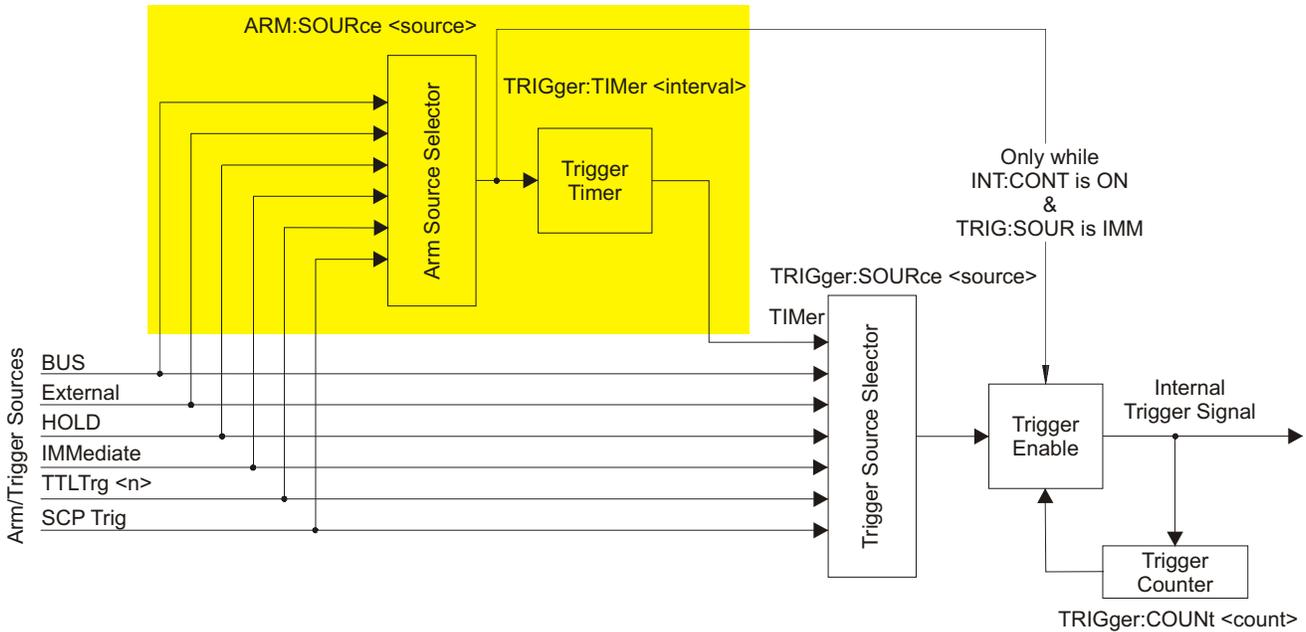 ARM:SOURce <source>
TRIGger:TIMer <interval>
Arm Source Selector
Trigger
Timer
Only while
INT:CONT is ON
&
TRIG:SOUR is IMM
TRIGger:SOURce <source>
TIMer
Arm/Trigger Sources
BUS
External
HOLD
IMMediate
TTLTrg <n>
SCP Trig
Trigger Source Sleector
Trigger
Enable
Internal
Trigger Signal
Trigger
Counter
TRIGger:COUNt <count>